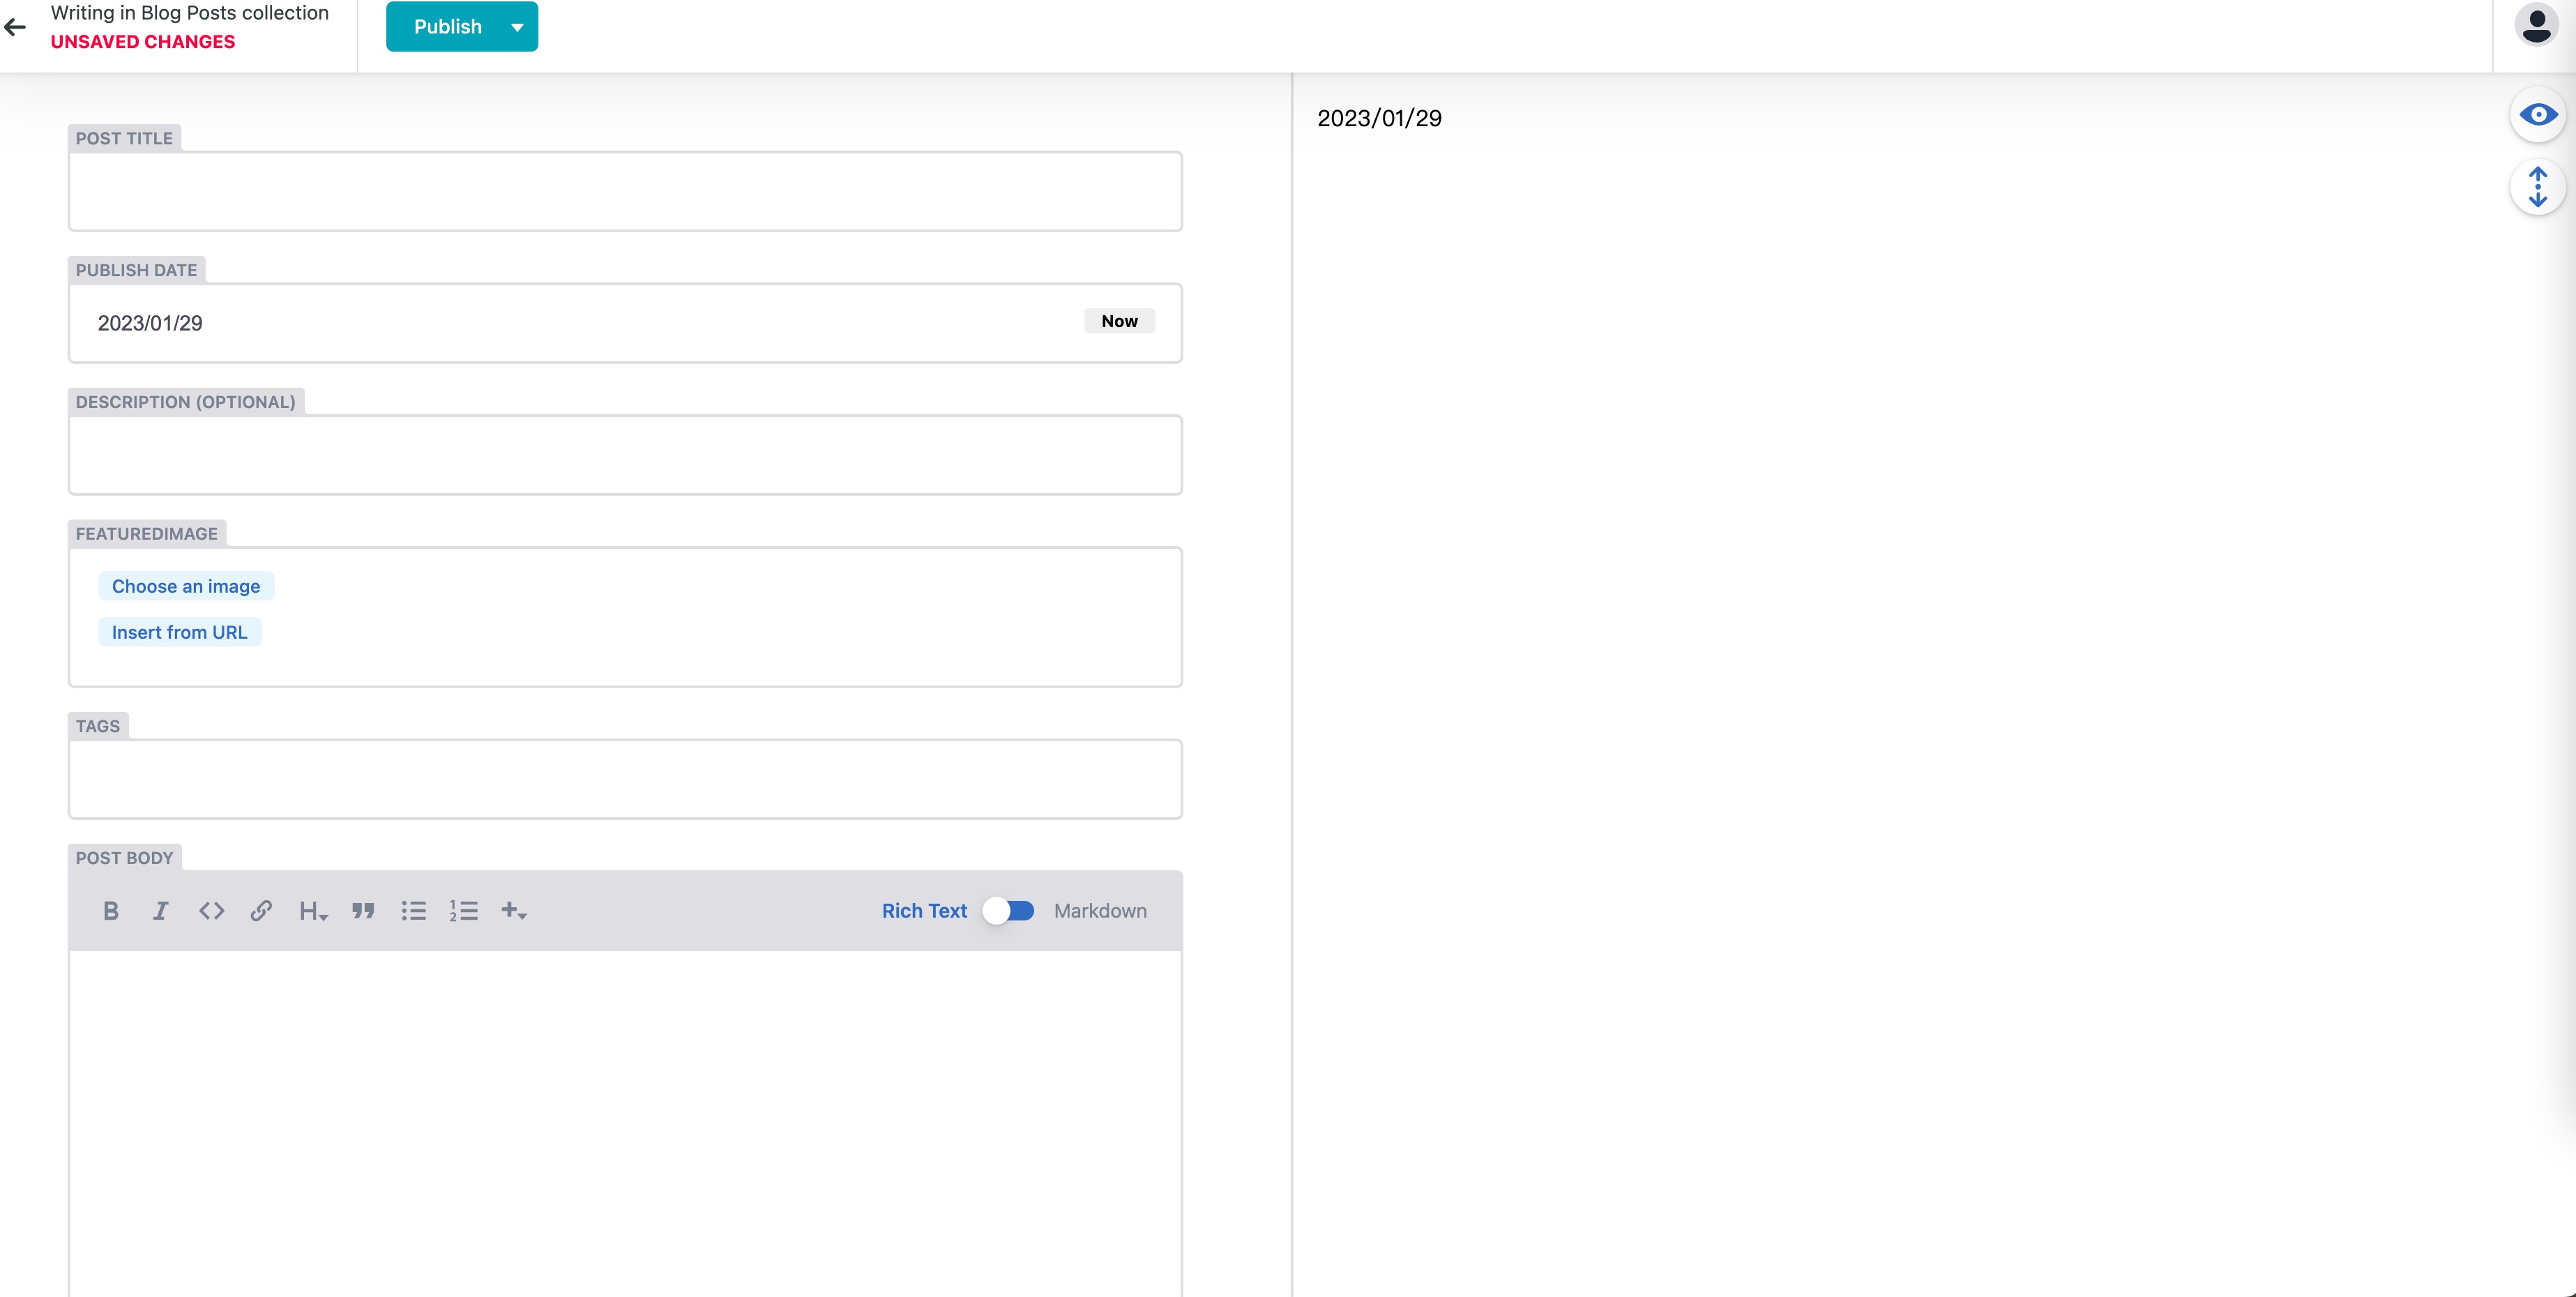 Writing in Blog Posts collection
UNSAVED CHANGES
Publish
POST TITLE
PUBLISH DATE
2023/01/29
Now
DESCRIPTION (OPTIONAL)
FEATUREDIMAGE
Choose an image
Insert from URL
TAGS
POST BODY
B I <> H Rich Text Markdown
2023/01/29